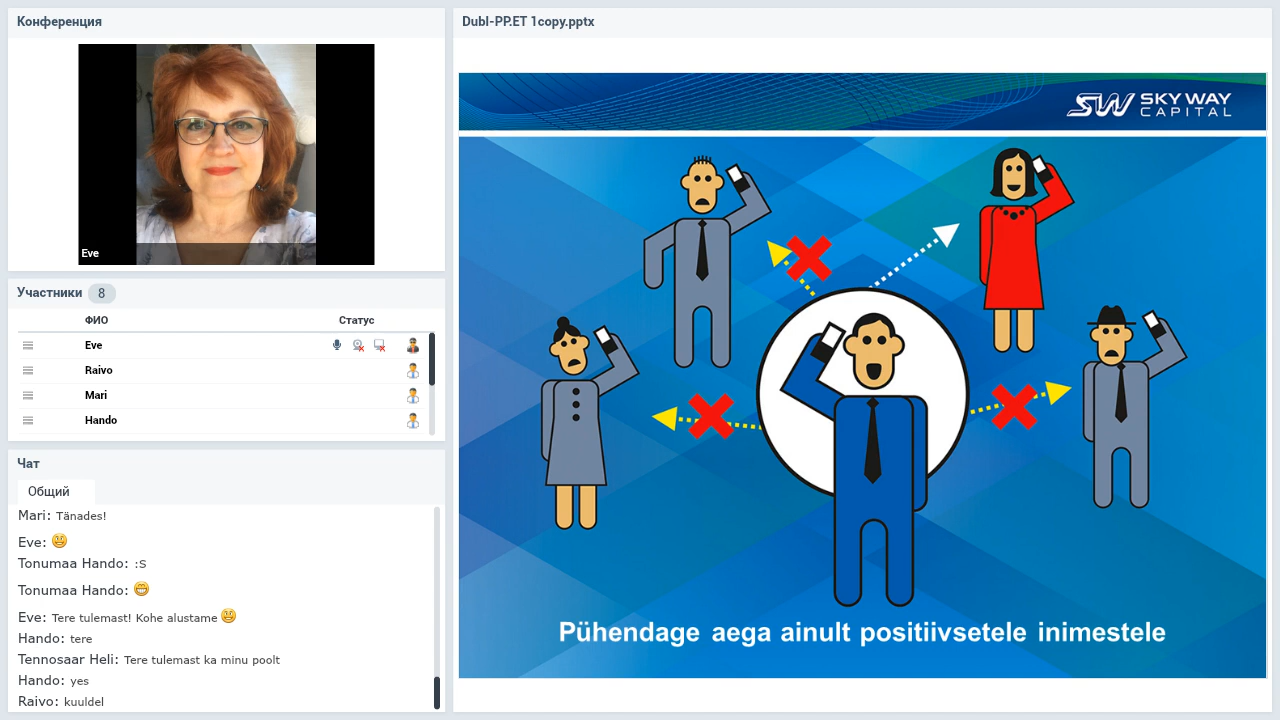 Конференция
Eve
Участники 8
ФИО Статус
Eve
Raivo
Mari
Hando
Чат
Общий
Mari: Tänades!
Eve:
Tonumaa Hando: :S
Tonumaa Hando:
Eve: Tere tulemast! Kohe alustame
Hando: tere
Tennosaar Heli: Tere tulemast ka minu poolt
Hando: yes
Raivo: kuuldel
Dubl-PP.ET 1copy.pptx
SW SKY WAY
CAPITAL
Pühendage aega ainult positiivsetele inimestele